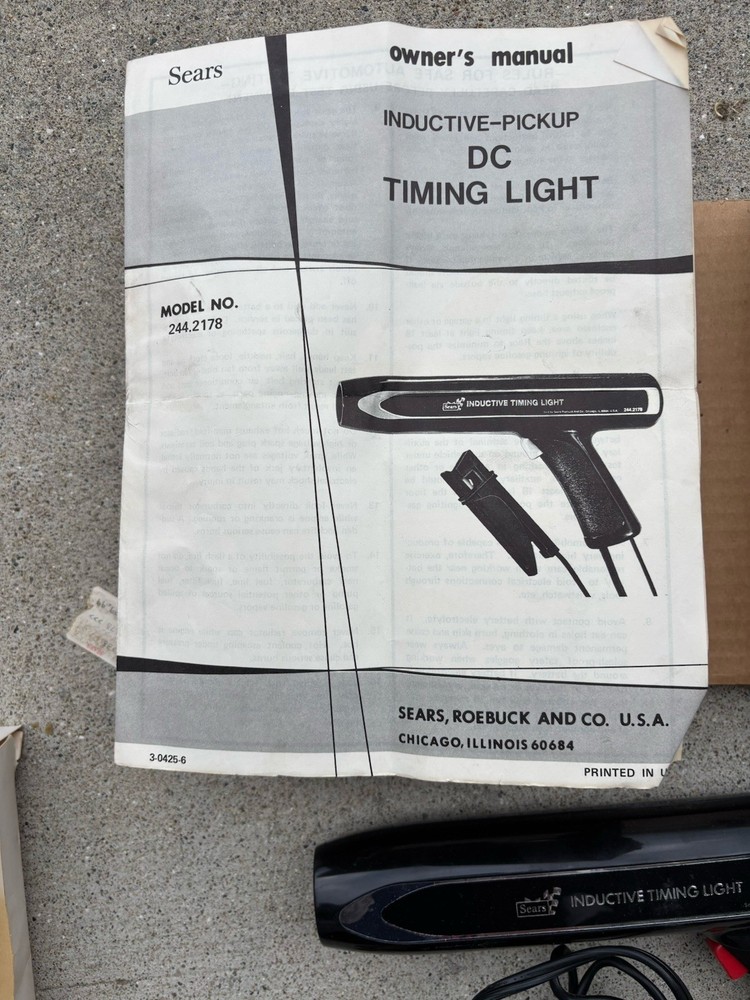 Sears
owner's manual
INDUCTIVE-PICKUP
DC
TIMING LIGHT
MODEL NO.
244.2178
Sears INDUCTIVE TIMING LIGHT
244.2178
SEARS, ROEBUCK AND CO. U.S.A.
CHICAGO, ILLINOIS 60684
3-0425-6
PRINTED IN U
Sears INDUCTIVE TIMING LIGHT